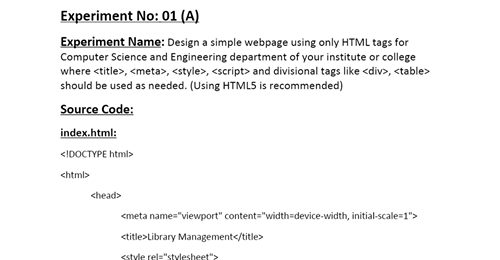 Experiment No: 01 (A)
Experiment Name: Design a simple webpage using only HTML tags for
Computer Science and Engineering department of your institute or college
where <title>, <meta>, <style>, <script> and divisional tags like <div>, <table>
should be used as needed. (Using HTML5 is recommended)
Source Code:
index.html:
<!DOCTYPE html>
<html>
<head>
<meta name="viewport" content="width=device-width, initial-scale=1">
<title>Library Management</title>
<style rel="stylesheet">